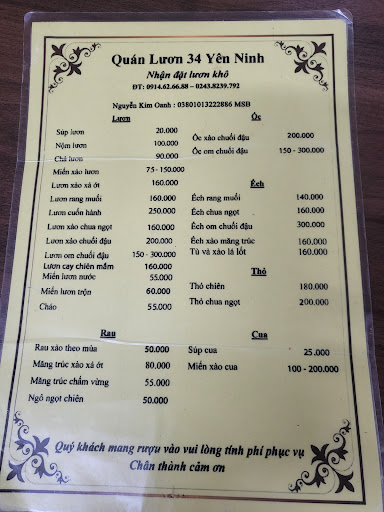 Quán Lươn 34 Yên Ninh
Nhận đặt lươn khô
ĐT: 0914.62.66.88 – 0243.8239.792
Nguyễn Kim Oanh : 03801013222886 MSB
Lươn
Súp lươn 20.000
Nộm lươn 100.000
Chả lươn 90.000
Miến xào lươn 75 - 150.000
Lươn xào xả ớt 160.000
Lươn rang muối 160.000
Lươn cuốn hành 250.000
Lươn xào chua ngọt 160.000
Lươn xào chuối đậu 200.000
Lươn om chuối đậu 150 - 300.000
Lươn cay chiên mắm 160.000
Miến lươn nước 55.000
Miến lươn trộn 60.000
Cháo 55.000
Ốc
Ốc xào chuối đậu 200.000
Ốc om chuối đậu 150 - 300.000
Ếch
Ếch rang muối 140.000
Ếch chua ngọt 160.000
Ếch om chuối đậu 300.000
Ếch xào măng trúc 160.000
Tù và xào lá lốt 160.000
Thỏ
Thỏ chiên 180.000
Thỏ chua ngọt 200.000
Rau
Rau xào theo mùa 50.000
Măng trúc xào xả ớt 80.000
Măng trúc chấm vừng 55.000
Ngô ngọt chiên 50.000
Cua
Súp cua 25.000
Miến xào cua 100 - 200.000
Quý khách mang rượu vào vui lòng tính phí phục vụ
Chân thành cảm ơn